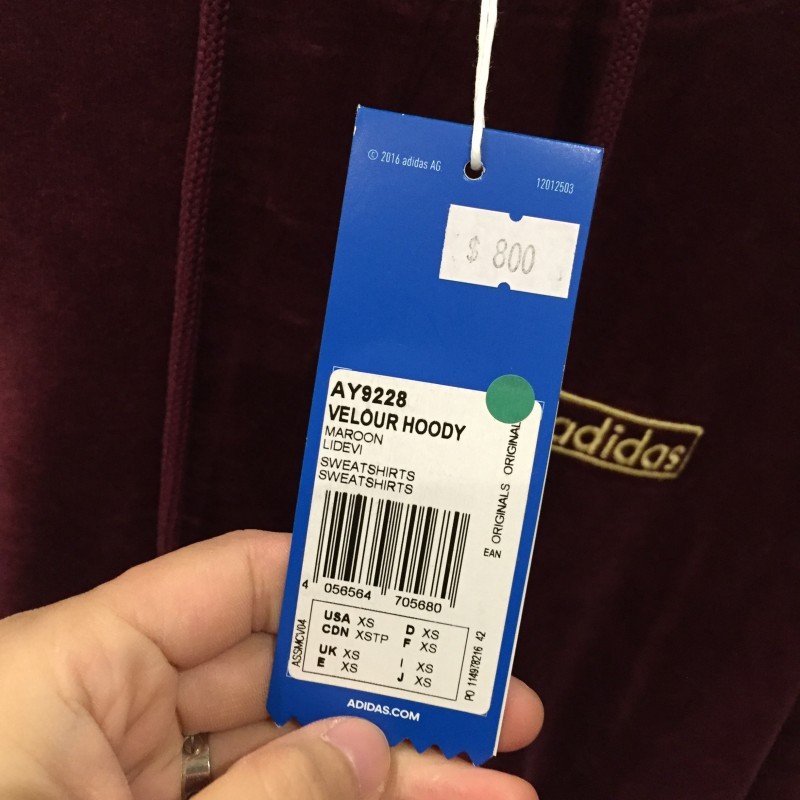 © 2016 adidas AG
12012503
$ 800
AY9228
VELOUR HOODY
MAROON
LIDEVI
SWEATSHIRTS
SWEATSHIRTS
EAN ORIGINALS ORIGINAL
4 056564 705680
USA XS
CDN XSTP
UK XS
E XS
D XS
F XS
I XS
J XS
ASSMCV04
PO 114978216 42
ADIDAS.COM
adidas